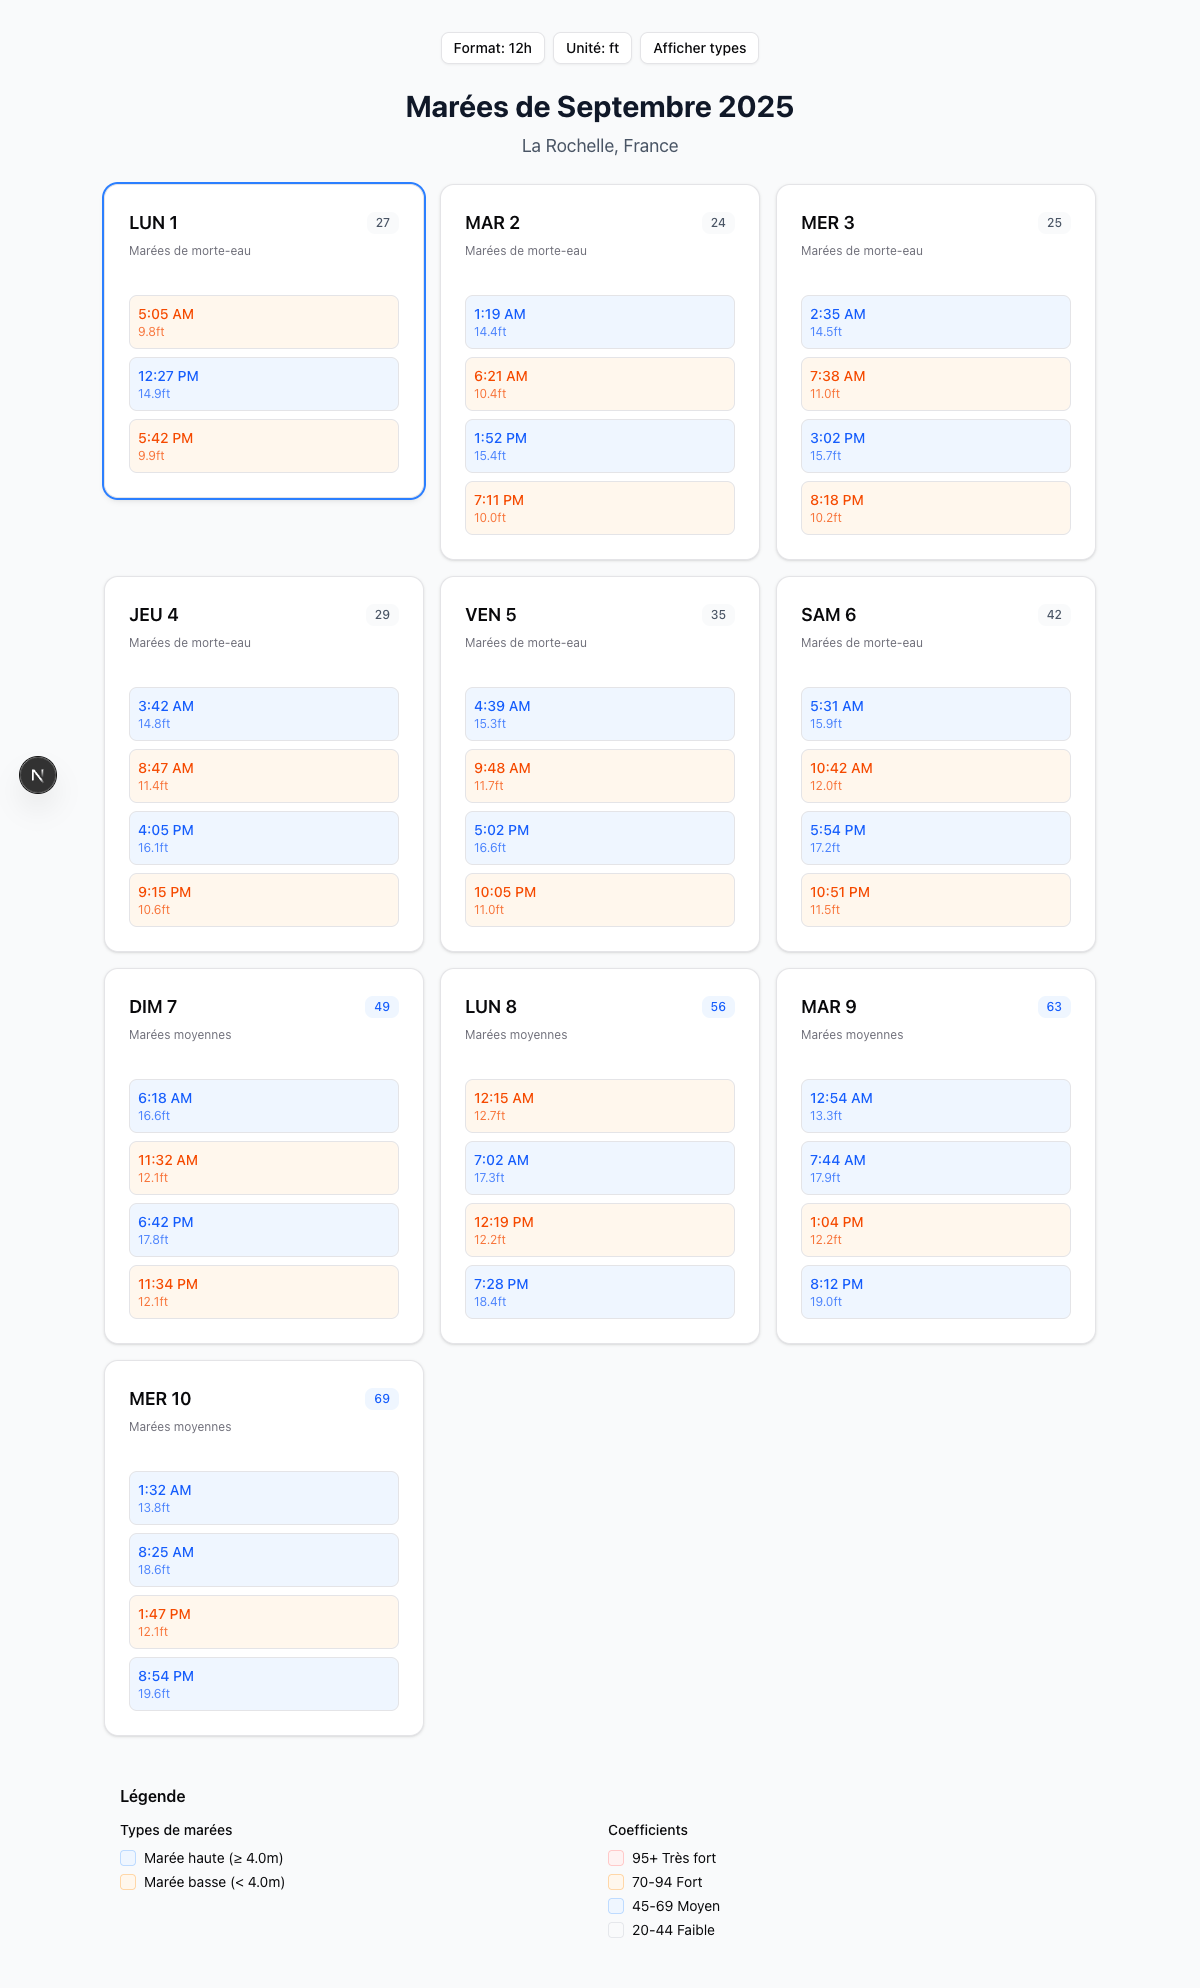 Format: 12h
Unité: ft
Afficher types
Marées de Septembre 2025
La Rochelle, France
LUN 1
27
Marées de morte-eau
5:05 AM
9.8ft
12:27 PM
14.9ft
5:42 PM
9.9ft
MAR 2
24
Marées de morte-eau
1:19 AM
14.4ft
6:21 AM
10.4ft
1:52 PM
15.4ft
7:11 PM
10.0ft
MER 3
25
Marées de morte-eau
2:35 AM
14.5ft
7:38 AM
11.0ft
3:02 PM
15.7ft
8:18 PM
10.2ft
JEU 4
29
Marées de morte-eau
3:42 AM
14.8ft
8:47 AM
11.4ft
4:05 PM
16.1ft
9:15 PM
10.6ft
VEN 5
35
Marées de morte-eau
4:39 AM
15.3ft
9:48 AM
11.7ft
5:02 PM
16.6ft
10:05 PM
11.0ft
SAM 6
42
Marées de morte-eau
5:31 AM
15.9ft
10:42 AM
12.0ft
5:54 PM
17.2ft
10:51 PM
11.5ft
N
DIM 7
49
Marées moyennes
6:18 AM
16.6ft
11:32 AM
12.1ft
6:42 PM
17.8ft
11:34 PM
12.1ft
LUN 8
56
Marées moyennes
12:15 AM
12.7ft
7:02 AM
17.3ft
12:19 PM
12.2ft
7:28 PM
18.4ft
MAR 9
63
Marées moyennes
12:54 AM
13.3ft
7:44 AM
17.9ft
1:04 PM
12.2ft
8:12 PM
19.0ft
MER 10
69
Marées moyennes
1:32 AM
13.8ft
8:25 AM
18.6ft
1:47 PM
12.1ft
8:54 PM
19.6ft
Légende
Types de marées
Marée haute (≥ 4.0m)
Marée basse (< 4.0m)
Coefficients
95+ Très fort
70-94 Fort
45-69 Moyen
20-44 Faible